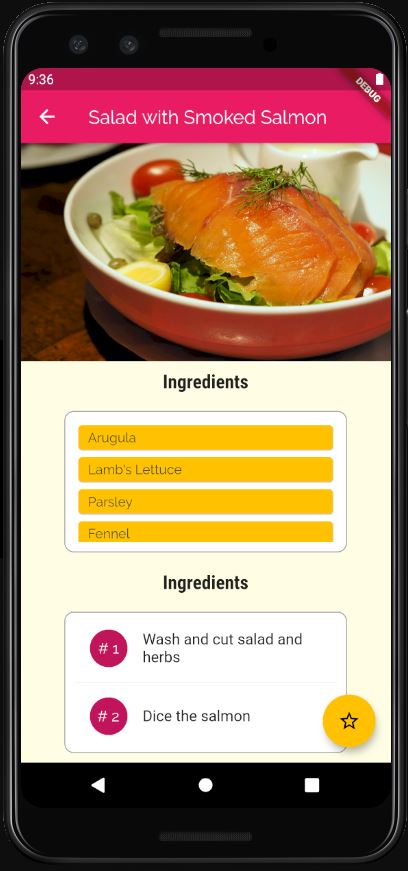 9:36
DEBUG
Salad with Smoked Salmon
Ingredients
Arugula
Lamb's Lettuce
Parsley
Fennel
Ingredients
# 1
Wash and cut salad and
herbs
# 2
Dice the salmon